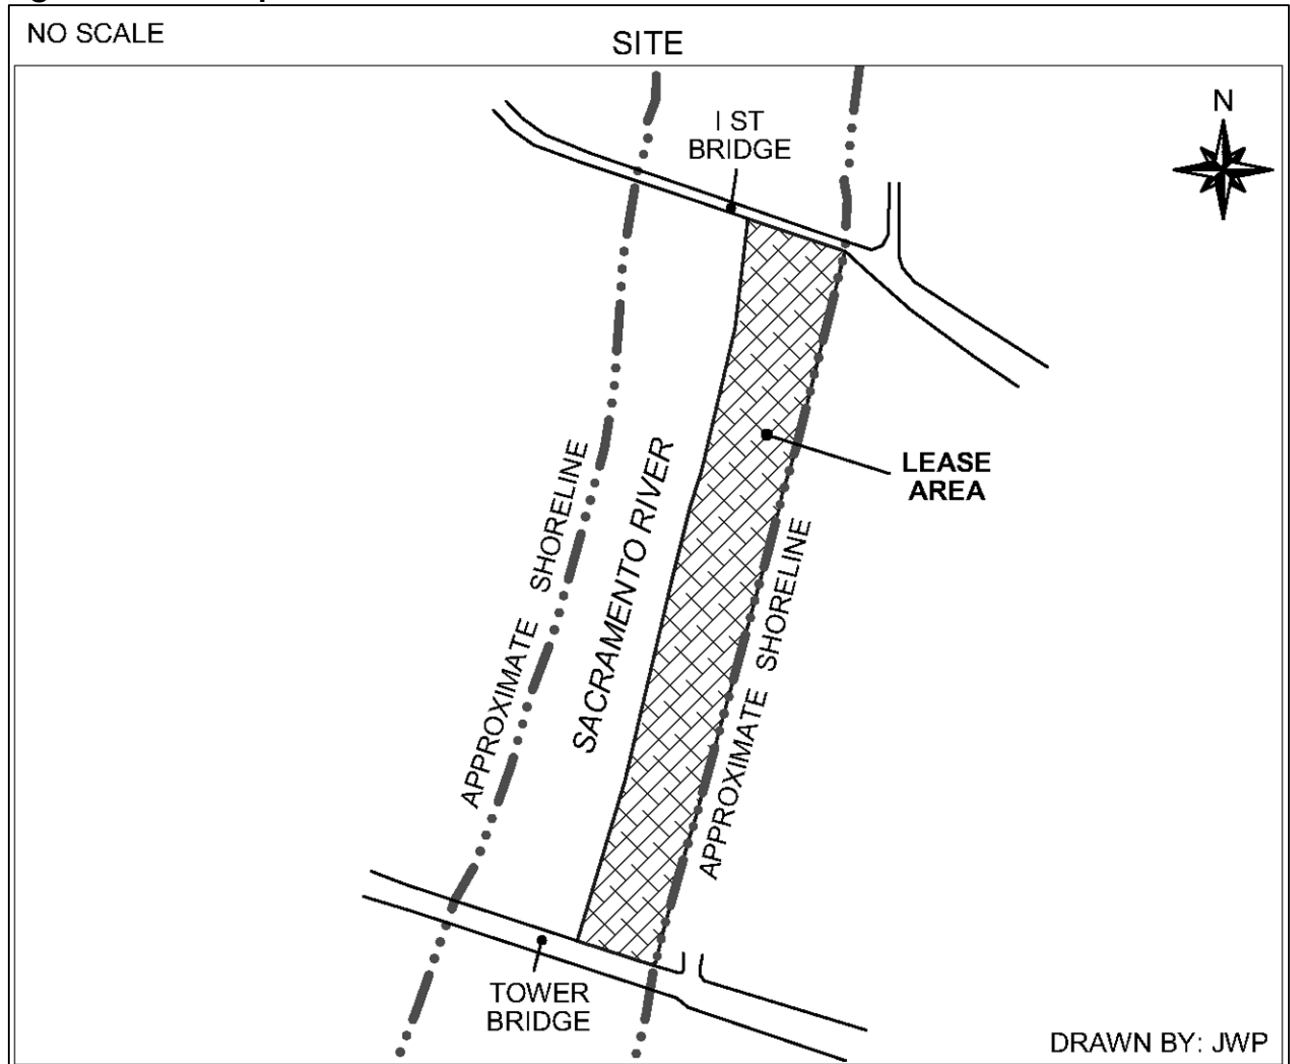 NO SCALE
SITE
N
I ST
BRIDGE
LEASE
AREA
APPROXIMATE SHORELINE
SACRAMENTO RIVER
APPROXIMATE SHORELINE
TOWER
BRIDGE
DRAWN BY: JWP